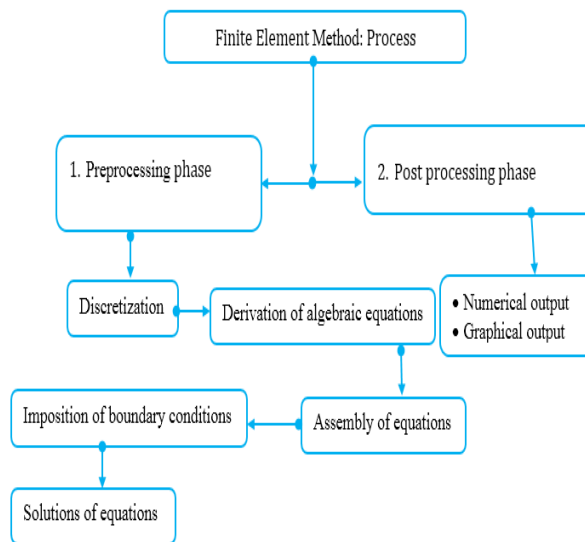 Finite Element Method: Process
1. Preprocessing phase
2. Post processing phase
Discretization
Derivation of algebraic equations
• Numerical output
• Graphical output
Imposition of boundary conditions
Assembly of equations
Solutions of equations